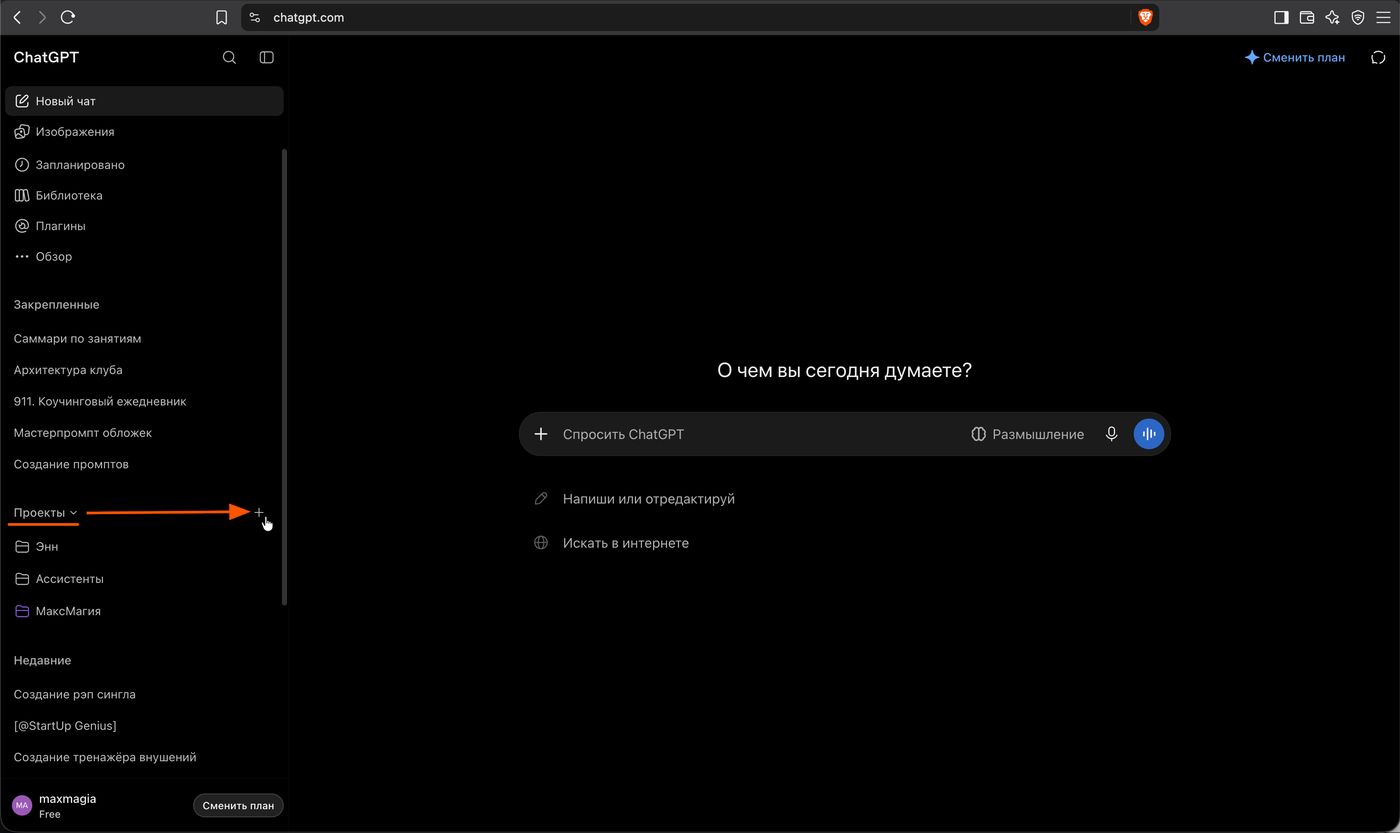 chatgpt.com
ChatGPT
Сменить план
Новый чат
Изображения
Запланировано
Библиотека
Плагины
Обзор
Закрепленные
Саммари по занятиям
Архитектура клуба
911. Коучинговый ежедневник
Мастерпромпт обложек
Создание промптов
Проекты
Энн
Ассистенты
МаксМагия
Недавние
Создание рэп сингла
[@StartUp Genius]
Создание тренажёра внушений
MA
maxmagia
Free
Сменить план
О чем вы сегодня думаете?
Спросить ChatGPT
Размышление
Напиши или отредактируй
Искать в интернете